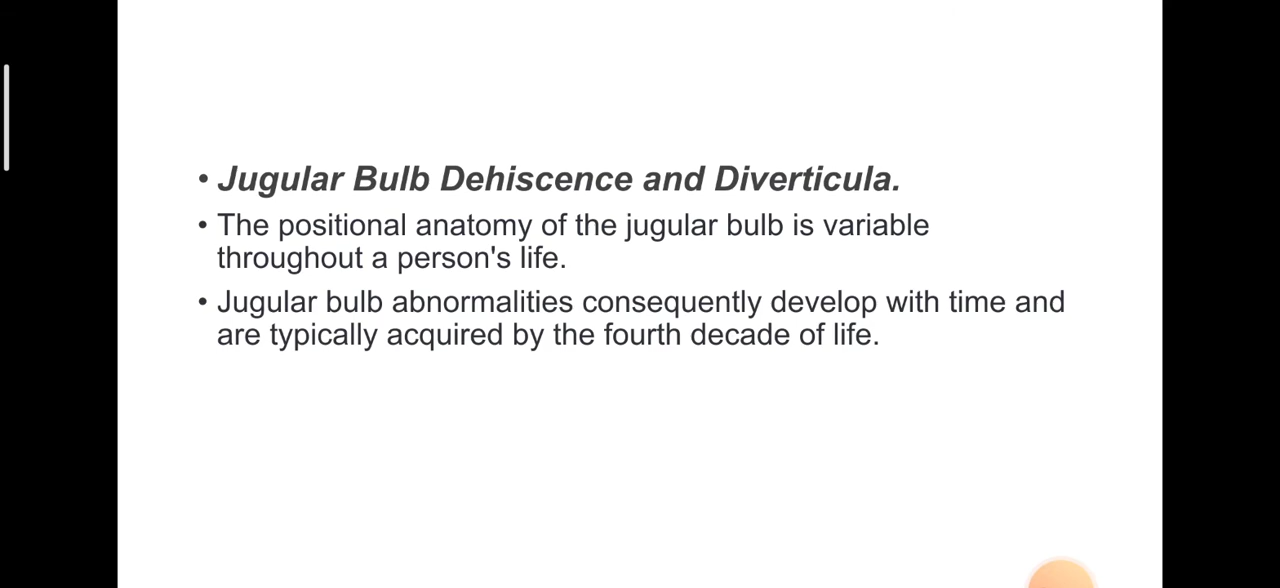 • Jugular Bulb Dehiscence and Diverticula.
• The positional anatomy of the jugular bulb is variable
throughout a person's life.
• Jugular bulb abnormalities consequently develop with time and
are typically acquired by the fourth decade of life.